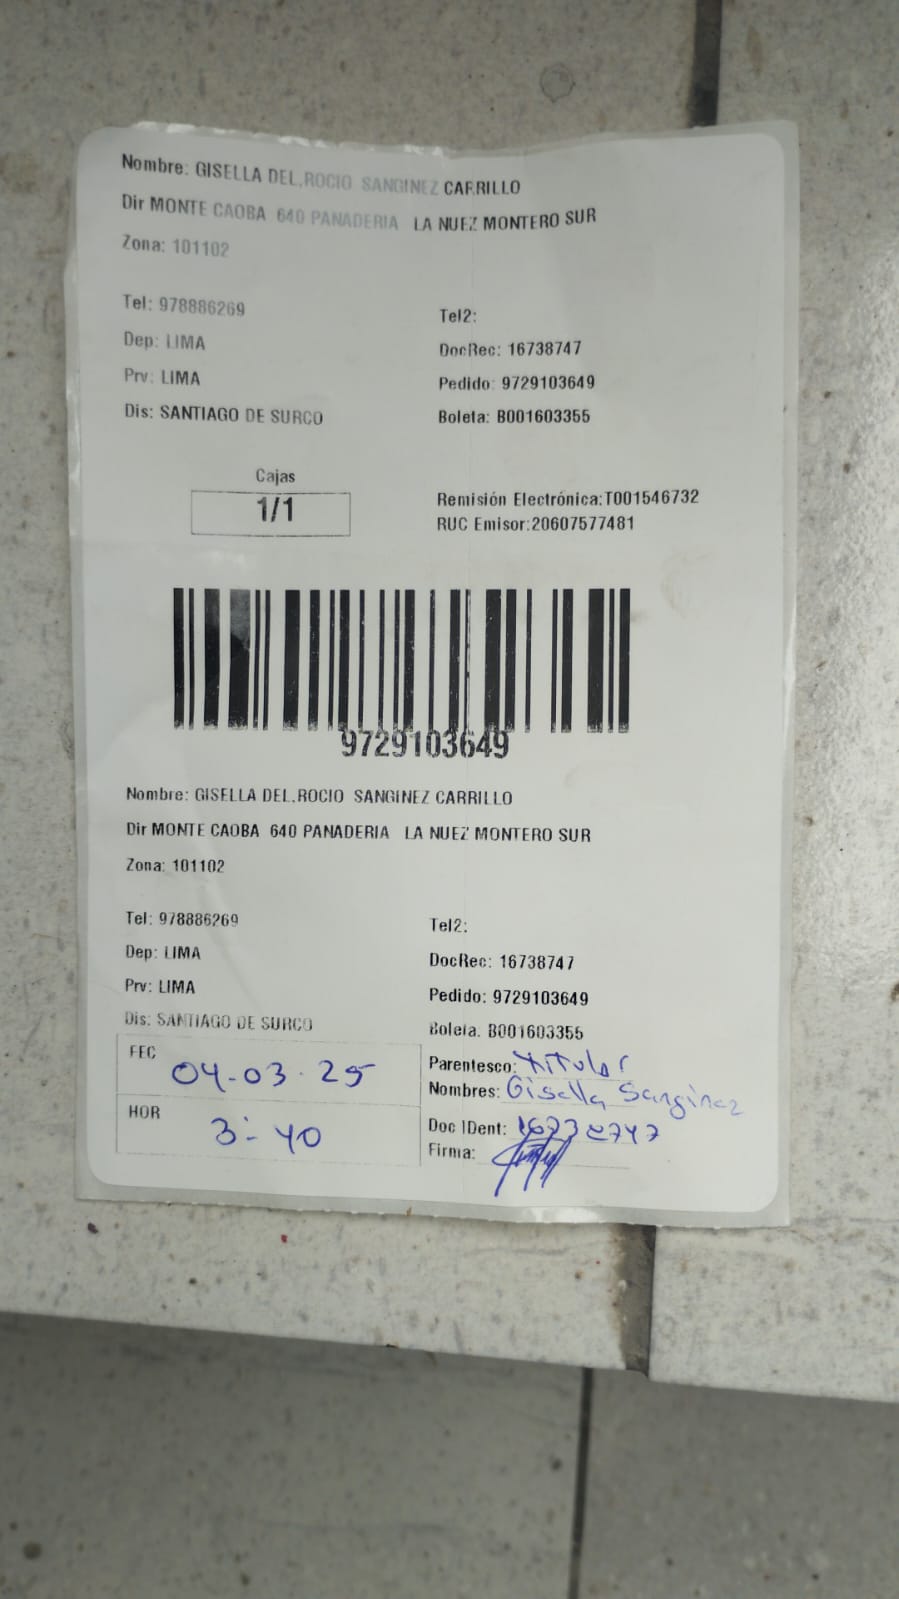 Nombre: GISELLA DEL.ROCIO SANGINEZ CARRILLO
Dir MONTE CAOBA 640 PANADERIA LA NUEZ MONTERO SUR
Zona: 101102
Tel: 978886269
Tel2:
Dep: LIMA
DocRec: 16738747
Prv: LIMA
Pedido: 9729103649
Dis: SANTIAGO DE SURCO
Boleta: B001603355
Cajas
1/1
Remisión Electrónica:T001546732
RUC Emisor:20607577481
9729103649
Nombre: GISELLA DEL.ROCIO SANGINEZ CARRILLO
Dir MONTE CAOBA 640 PANADERIA LA NUEZ MONTERO SUR
Zona: 101102
Tel: 978886269
Tel2:
Dep: LIMA
DocRec: 16738747
Prv: LIMA
Pedido: 9729103649
Dis: SANTIAGO DE SURCO
Boleta: B001603355
FEC 04-03-25
Parentesco: Titular
Nombres: Gisella Sanginez
HOR 3:40
Doc IDent: 16738747
Firma: